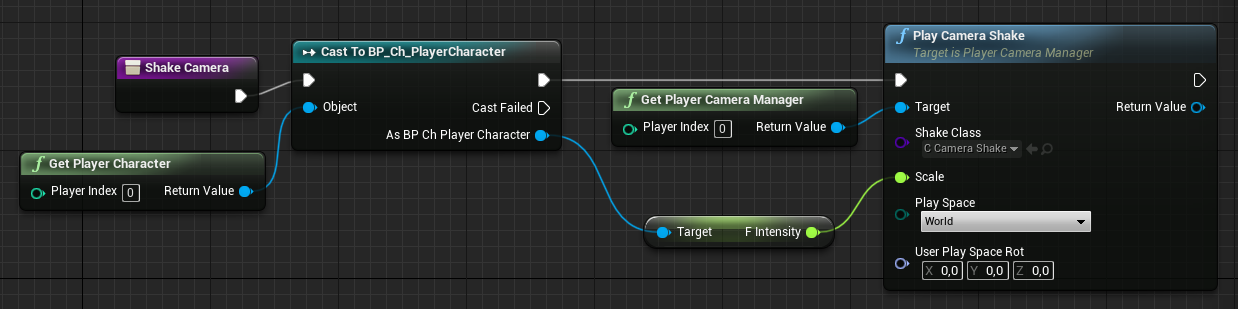 Shake Camera
Cast To BP_Ch_PlayerCharacter
Object
Cast Failed
As BP Ch Player Character
f Get Player Character
Player Index 0 Return Value
f Get Player Camera Manager
Player Index 0 Return Value
Target F Intensity
f Play Camera Shake
Target is Player Camera Manager
Target Return Value
Shake Class
C Camera Shake
Scale
Play Space
World
User Play Space Rot
X 0,0 Y 0,0 Z 0,0